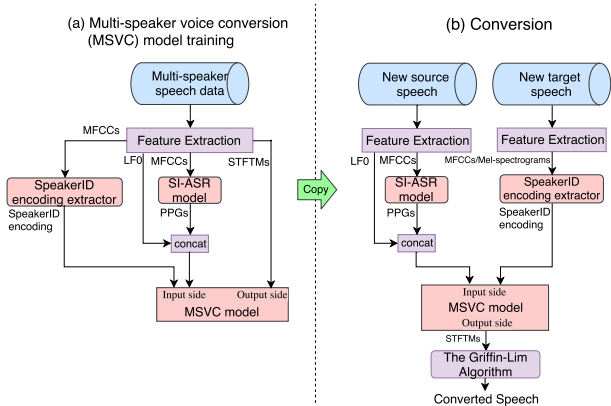 (a) Multi-speaker voice conversion
(MSVC) model training
Multi-speaker
speech data
Feature Extraction
MFCCs
LF0
MFCCs
STFTMs
SpeakerID
encoding extractor
SI-ASR
model
SpeakerID
encoding
PPGs
concat
Input side
Output side
MSVC model
Copy
(b) Conversion
New source
speech
New target
speech
Feature Extraction
Feature Extraction
LF0
MFCCs
MFCCs/Mel-spectrograms
SI-ASR
model
SpeakerID
encoding extractor
PPGs
SpeakerID
encoding
concat
Input side
MSVC model
Output side
STFTMs
The Griffin-Lim
Algorithm
Converted Speech